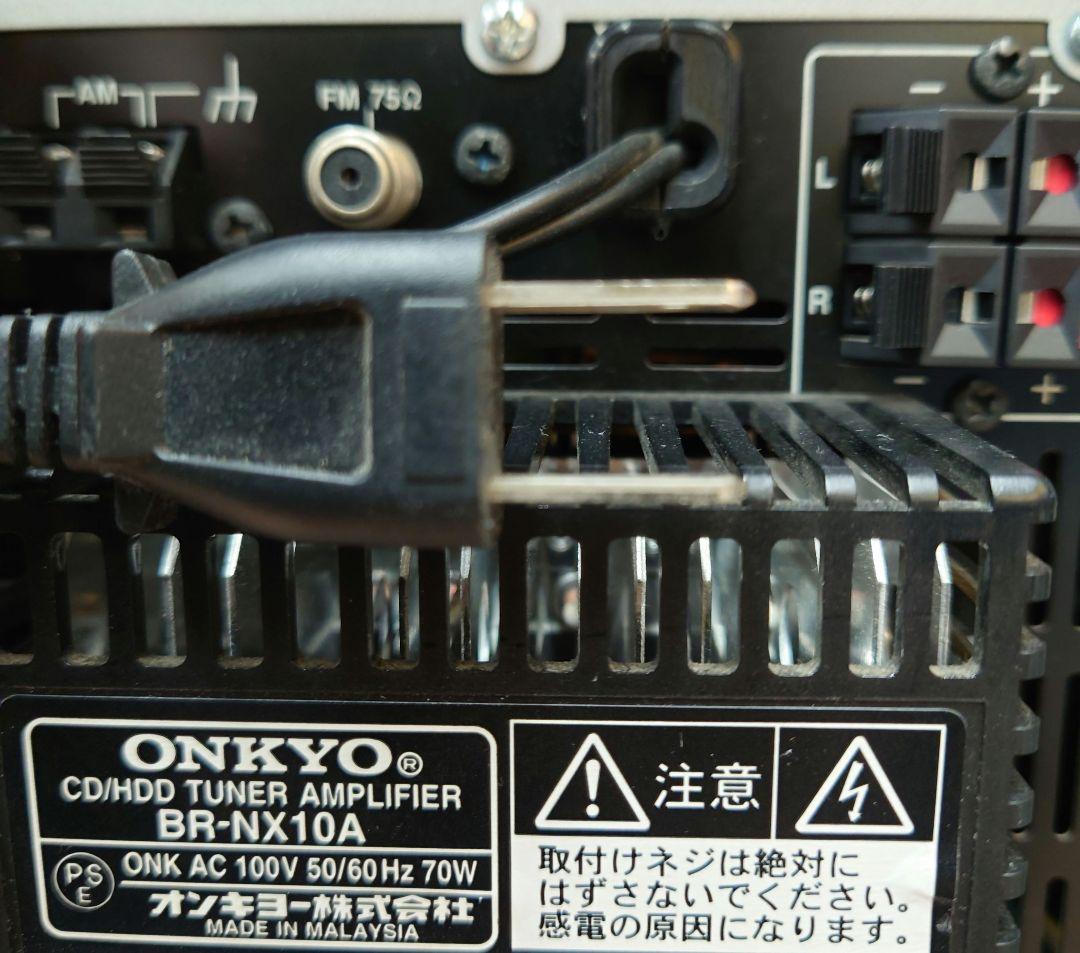 AM
FM 75Ω
− +
L
R
− +
ONKYO®
CD/HDD TUNER AMPLIFIER
BR-NX10A
PSE
ONK AC 100V 50/60Hz 70W
オンキヨー株式会社
MADE IN MALAYSIA
注意
取付けネジは絶対に
はずさないでください。
感電の原因になります。